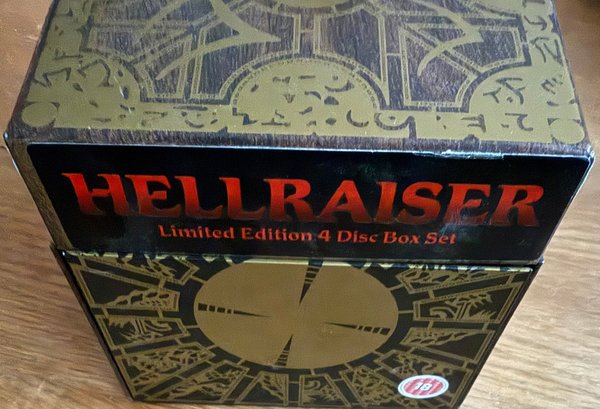 HELLRAISER
Limited Edition 4 Disc Box Set
18